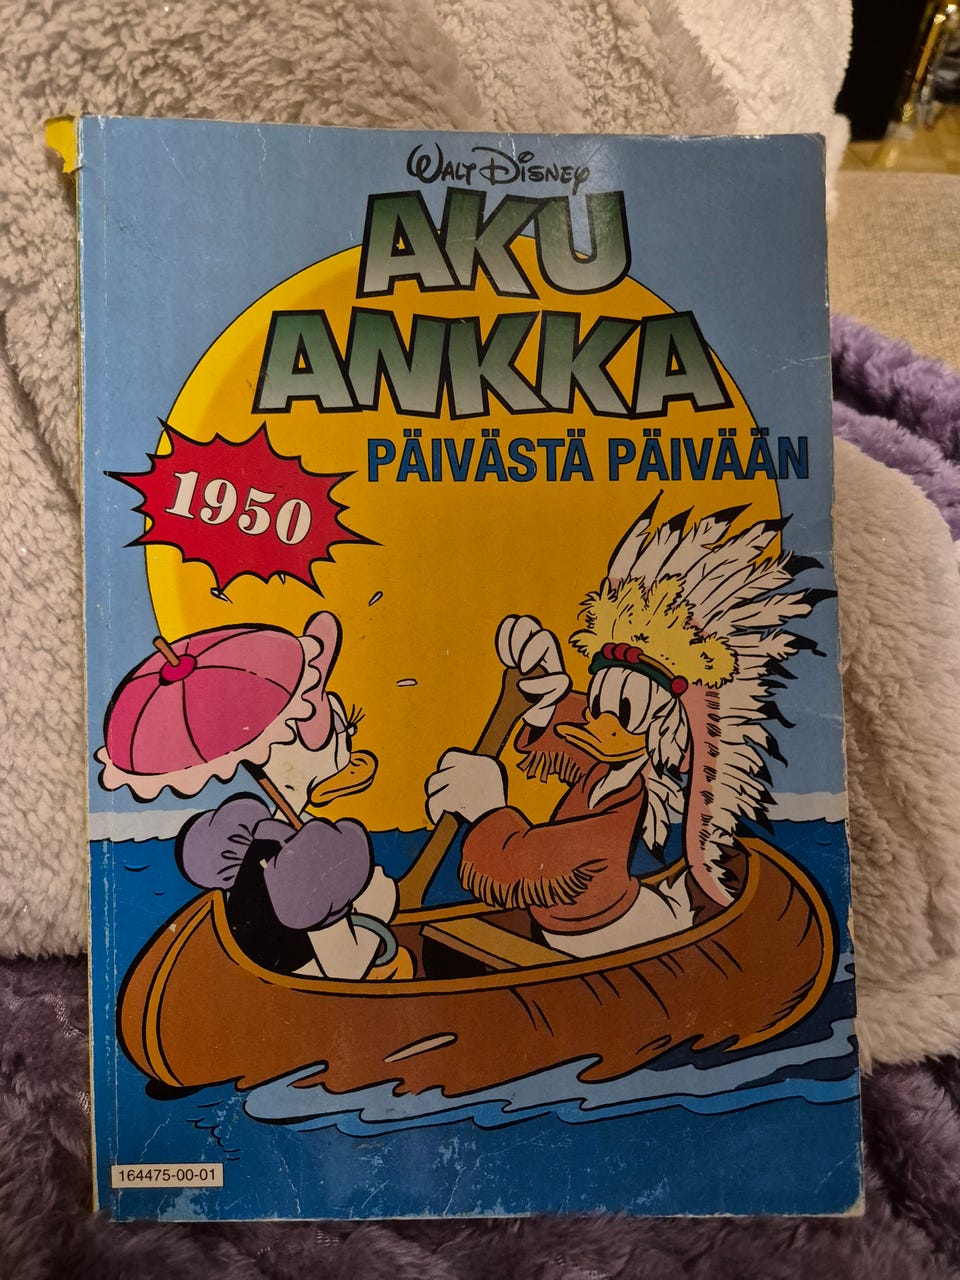 WALT DISNEY
AKU
ANKKA
PÄIVÄSTÄ PÄIVÄÄN
1950
164475-00-01